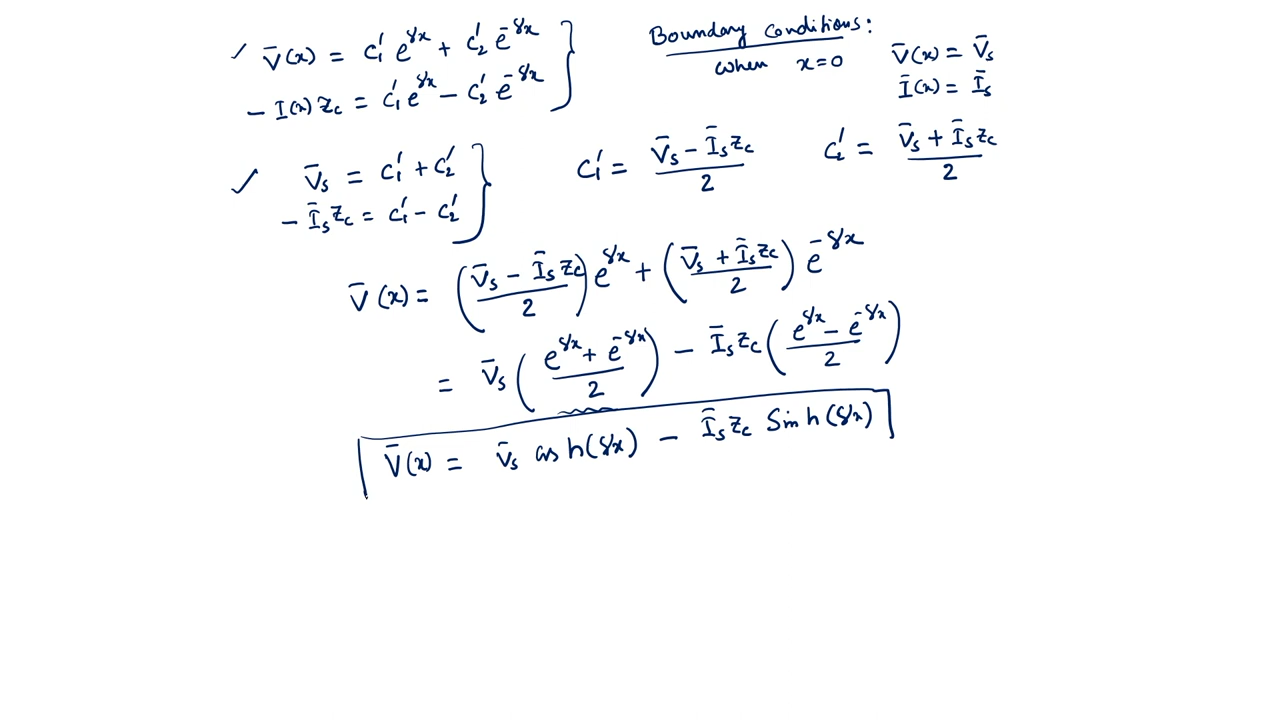 ✓ V̄(x) = C₁′ e^γx + C₂′ e^-γx
Boundary conditions:
when x=0
V̄(x) = V̄s
Ī(x) = Īs
- I(x) Zc = C₁′ e^γx - C₂′ e^-γx
✓ V̄s = C₁′ + C₂′
- Īs Zc = C₁′ - C₂′
C₁′ = (V̄s - Īs Zc)/2
C₂′ = (V̄s + Īs Zc)/2
V̄(x) = ((V̄s - Īs Zc)/2) e^γx + ((V̄s + Īs Zc)/2) e^-γx
= V̄s ((e^γx + e^-γx)/2) - Īs Zc ((e^γx - e^-γx)/2)
V̄(x) = V̄s cosh(γx) - Īs Zc Sinh(γx)